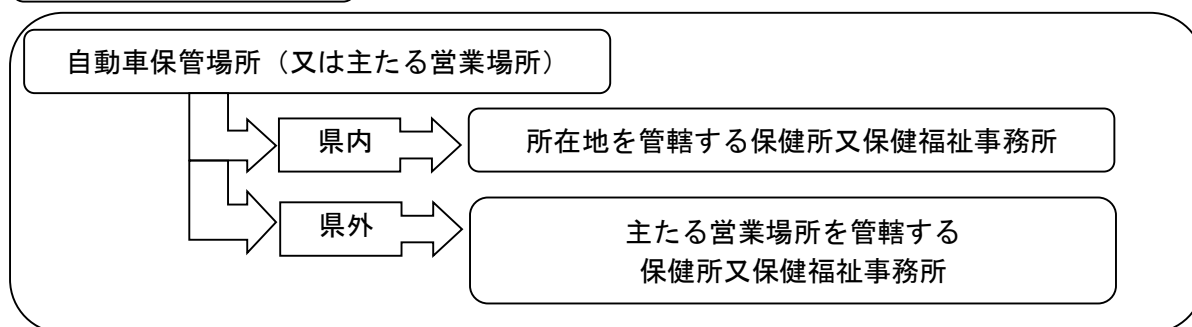 自動車保管場所（又は主たる営業場所）
県内
所在地を管轄する保健所又保健福祉事務所
県外
主たる営業場所を管轄する
保健所又保健福祉事務所